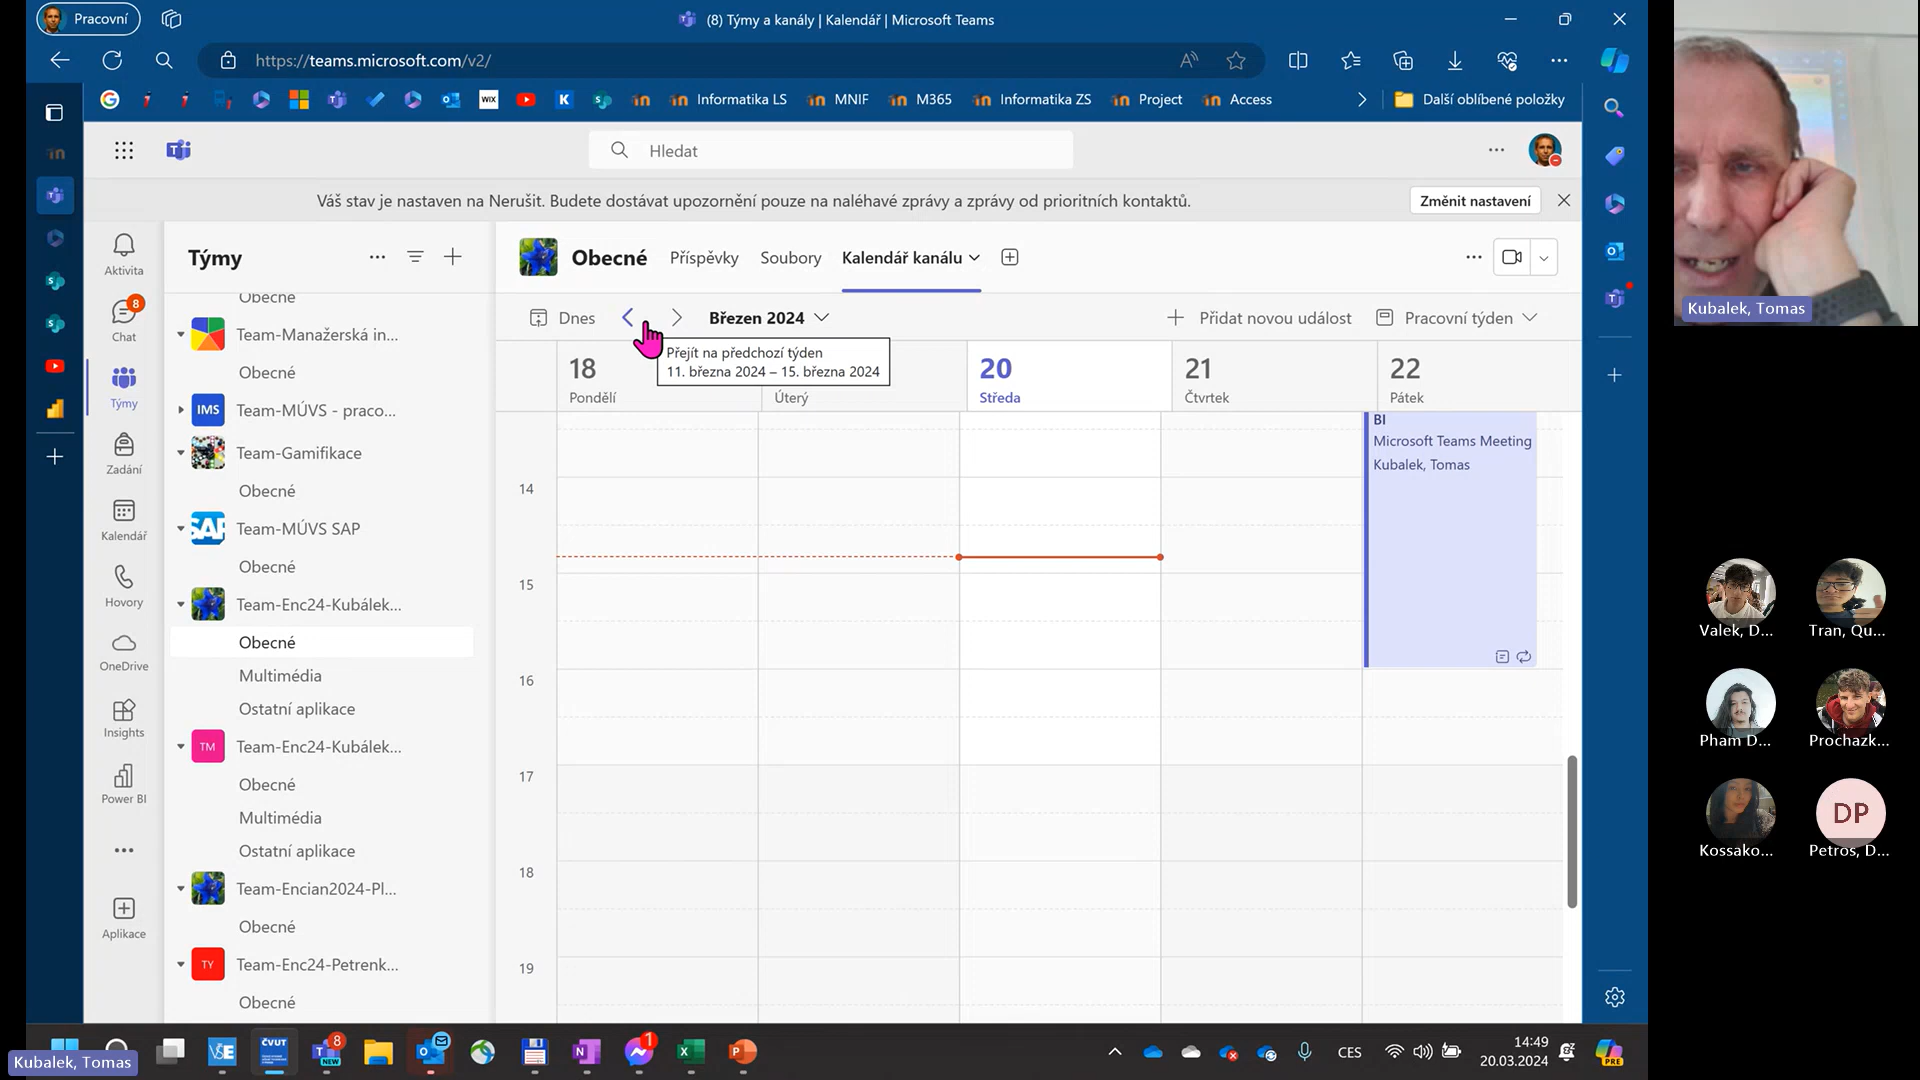 Pracovní
(8) Týmy a kanály | Kalendář | Microsoft Teams
https://teams.microsoft.com/v2/
Informatika LS
MNIF
M365
Informatika ZS
Project
Access
Další oblíbené položky
Hledat
Váš stav je nastaven na Nerušit. Budete dostávat upozornění pouze na naléhavé zprávy a zprávy od prioritních kontaktů.
Změnit nastavení
Aktivita
Chat
8
Týmy
Zadání
Kalendář
Hovory
OneDrive
Insights
Power BI
Aplikace
Týmy
Obecné
Team-Manažerská in...
Obecné
IMS
Team-MÚVS - praco...
Team-Gamifikace
Obecné
SAP
Team-MÚVS SAP
Obecné
Team-Enc24-Kubálek...
Obecné
Multimédia
Ostatní aplikace
TM
Team-Enc24-Kubálek...
Obecné
Multimédia
Ostatní aplikace
Team-Encian2024-Pl...
Obecné
TY
Team-Enc24-Petrenk...
Obecné
Obecné
Příspěvky
Soubory
Kalendář kanálu
Dnes
Březen 2024
Přidat novou událost
Pracovní týden
Přejít na předchozí týden
11. března 2024 – 15. března 2024
18
Pondělí
Úterý
20
Středa
21
Čtvrtek
22
Pátek
BI
Microsoft Teams Meeting
Kubalek, Tomas
14
15
16
17
18
19
Kubalek, Tomas
Valek, D...
Tran, Qu...
Pham D...
Prochazk...
Kossako...
DP
Petros, D...
Kubalek, Tomas
VŠE
ČVUT
8
NEW
1
CES
14:49
20.03.2024
PRE